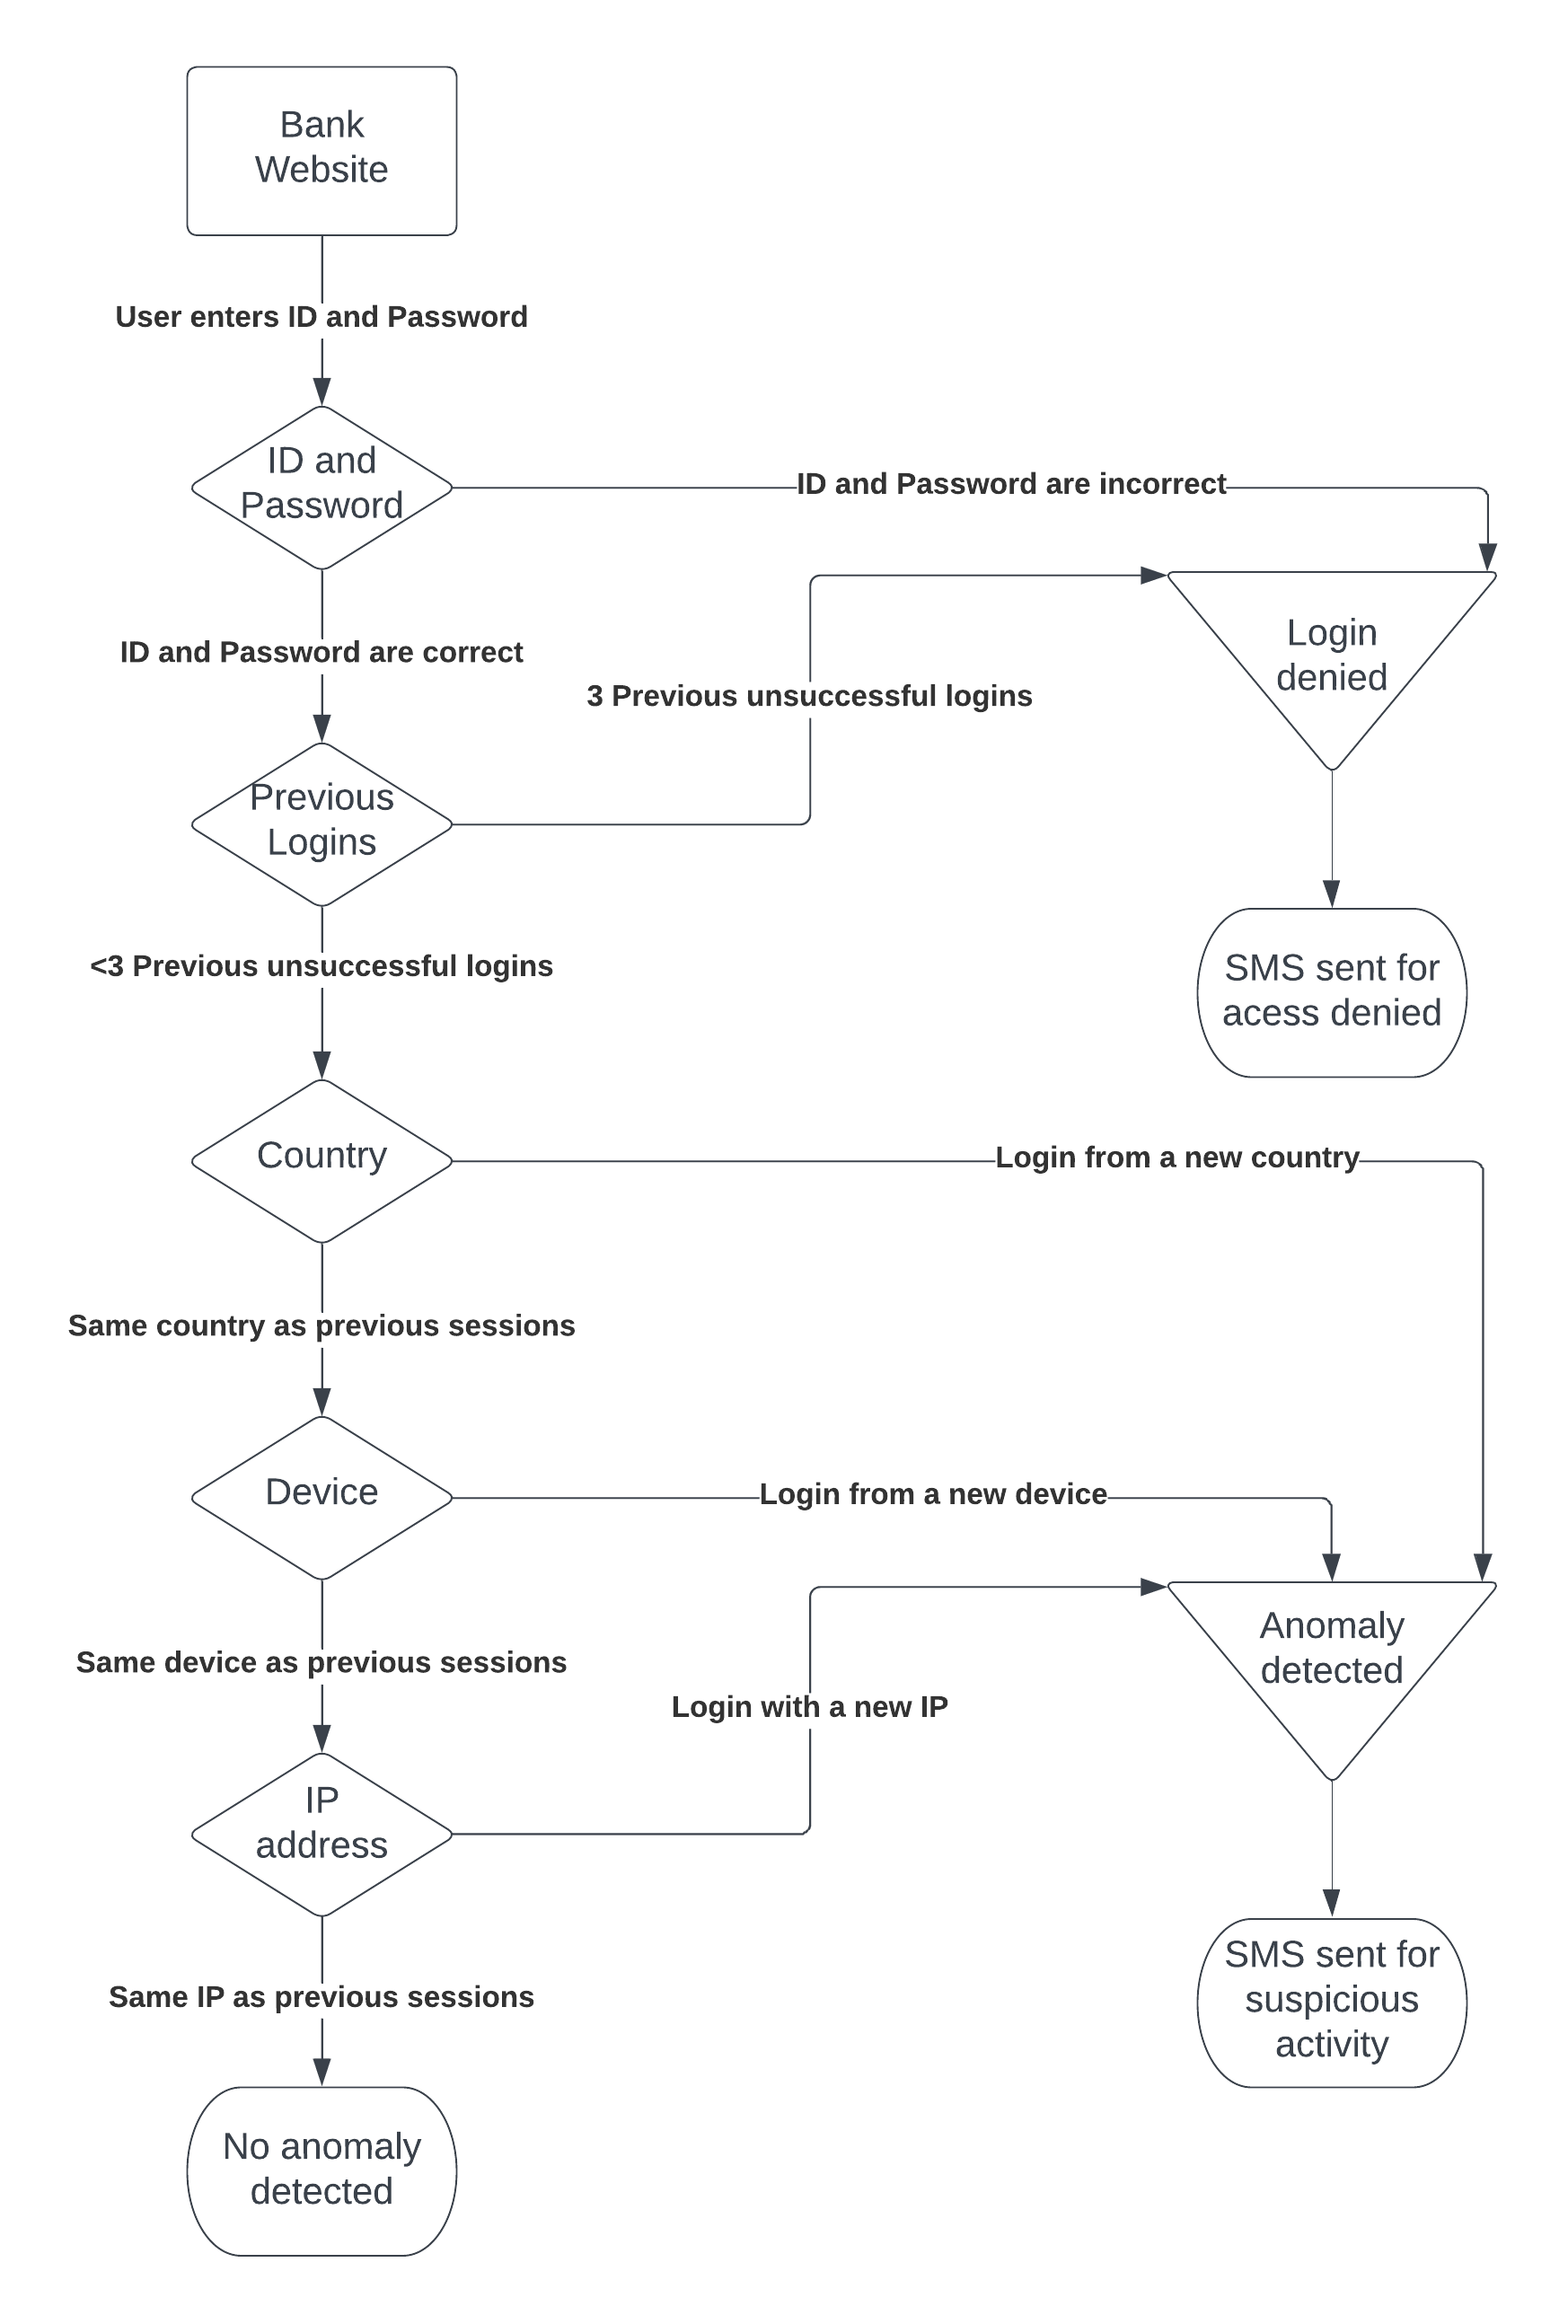 Bank
Website
User enters ID and Password
ID and
Password
ID and Password are incorrect
ID and Password are correct
3 Previous unsuccessful logins
Login
denied
Previous
Logins
<3 Previous unsuccessful logins
SMS sent for
acess denied
Country
Login from a new country
Same country as previous sessions
Device
Login from a new device
Same device as previous sessions
Login with a new IP
Anomaly
detected
IP
address
Same IP as previous sessions
SMS sent for
suspicious
activity
No anomaly
detected